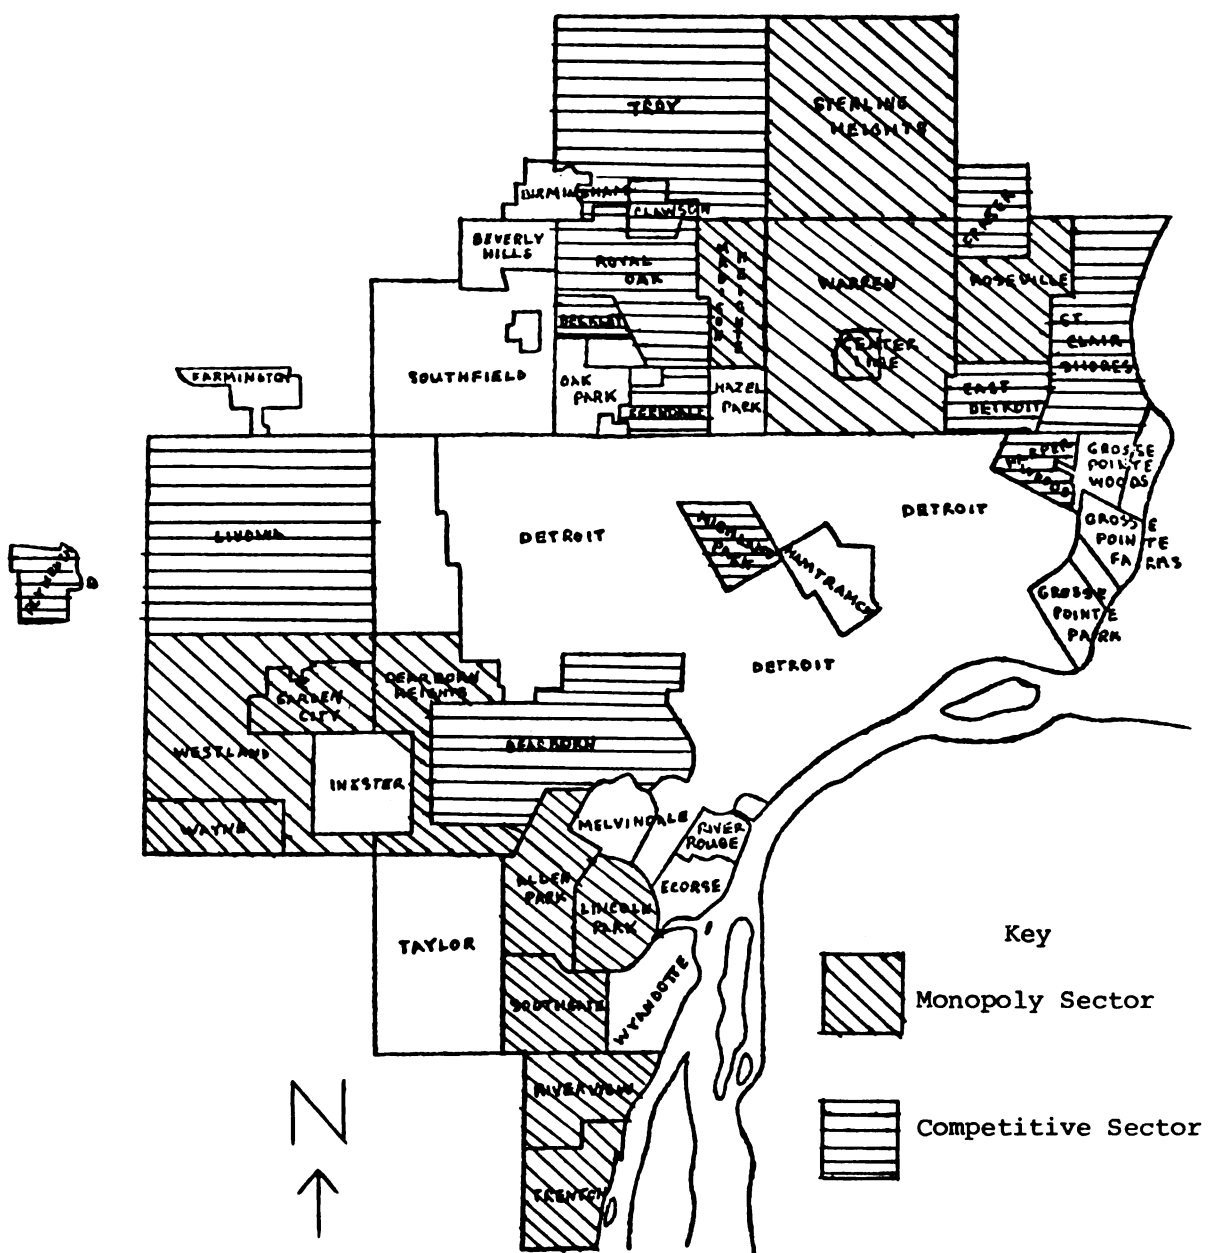 TROY
STERLING
HEIGHTS
BIRMINGHAM
CLAWSON
FRASER
BEVERLY
HILLS
ROYAL
OAK
MADISON
HEIGHTS
WARREN
ROSEVILLE
BERKLEY
CENTER
LINE
ST.
CLAIR
SHORES
FARMINGTON
SOUTHFIELD
OAK
PARK
FERNDALE
HAZEL
PARK
EAST
DETROIT
HARPER
WOODS
GROSSE
POINTE
WOODS
LIVONIA
DETROIT
HIGHLAND
PARK
HAMTRAMCK
DETROIT
GROSSE
POINTE
FARMS
GROSSE
POINTE
PARK
DETROIT
DEARBORN
HEIGHTS
GARDEN
CITY
WESTLAND
DEARBORN
INKSTER
WAYNE
MELVINDALE
RIVER
ROUGE
ALLEN
PARK
ECORSE
LINCOLN
PARK
TAYLOR
SOUTHGATE
WYANDOTTE
RIVERVIEW
TRENTON
N
Key
Monopoly Sector
Competitive Sector